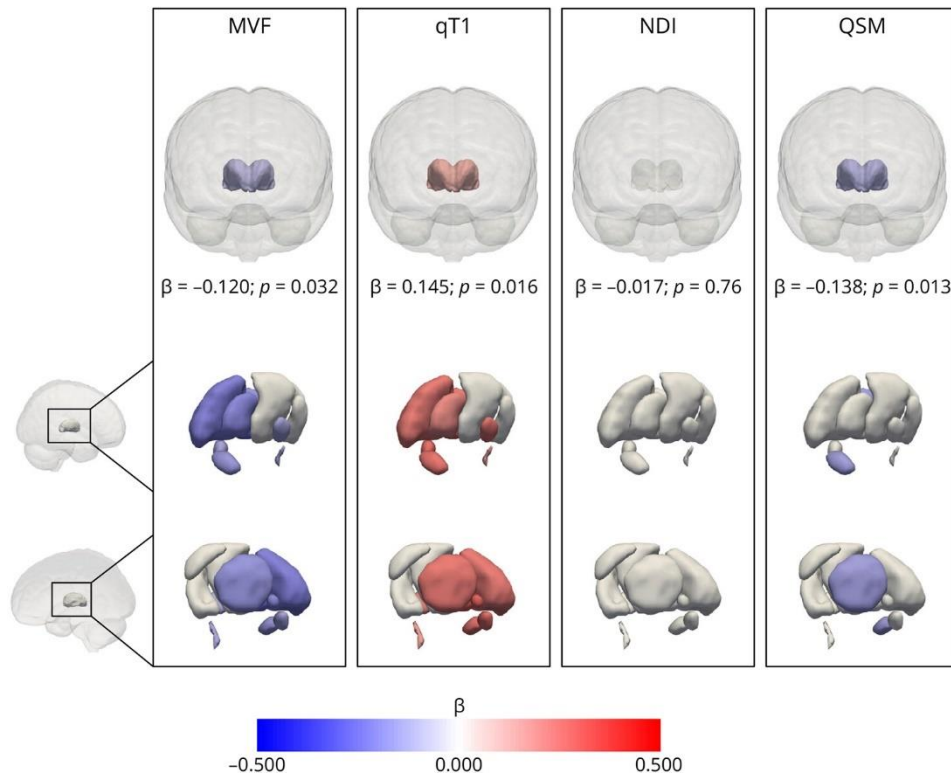 MVF
qT1
NDI
QSM
β = –0.120; p = 0.032
β = 0.145; p = 0.016
β = –0.017; p = 0.76
β = –0.138; p = 0.013
β
–0.500
0.000
0.500